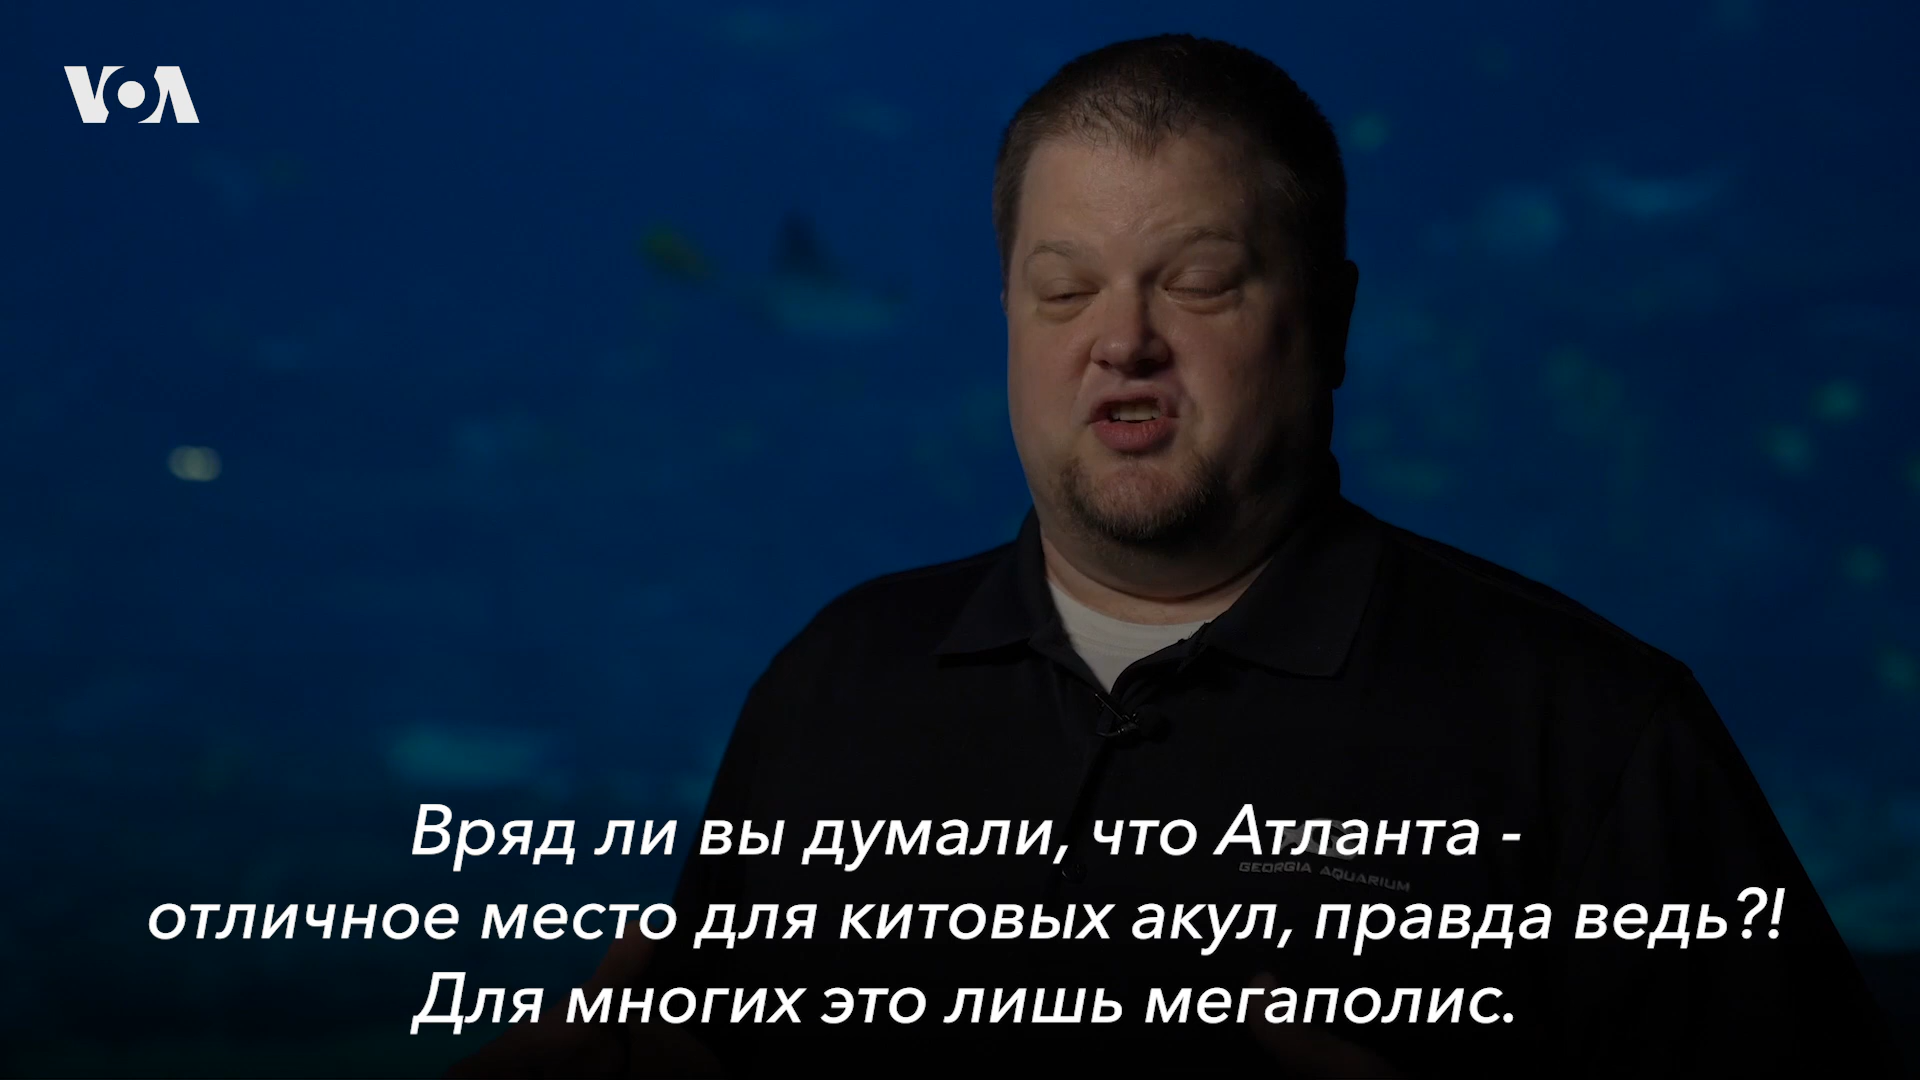 VOA
Вряд ли вы думали, что Атланта -
GEORGIA AQUARIUM
отличное место для китовых акул, правда ведь?!
Для многих это лишь мегаполис.